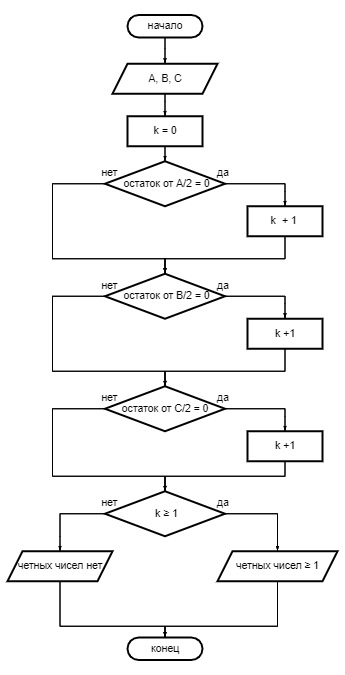 начало
A, B, C
k = 0
нет
да
остаток от A/2 = 0
k + 1
нет
да
остаток от B/2 = 0
k +1
нет
да
остаток от C/2 = 0
k +1
нет
да
k ≥ 1
четных чисел нет
четных чисел ≥ 1
конец